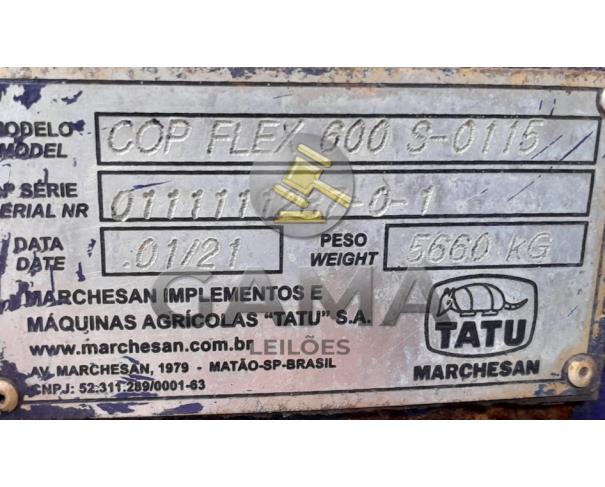 MODELO COP FLEX 600 S-0115
MODEL
Nº SÉRIE
SERIAL NR
DATA 01/21 PESO 5660 KG
DATE WEIGHT
MARCHESAN IMPLEMENTOS E
MÁQUINAS AGRÍCOLAS "TATU" S.A.
www.marchesan.com.br
AV. MARCHESAN, 1979 - MATÃO-SP-BRASIL
CNPJ: 52.311.289/0001-63
TATU
MARCHESAN
GAMA
LEILÕES